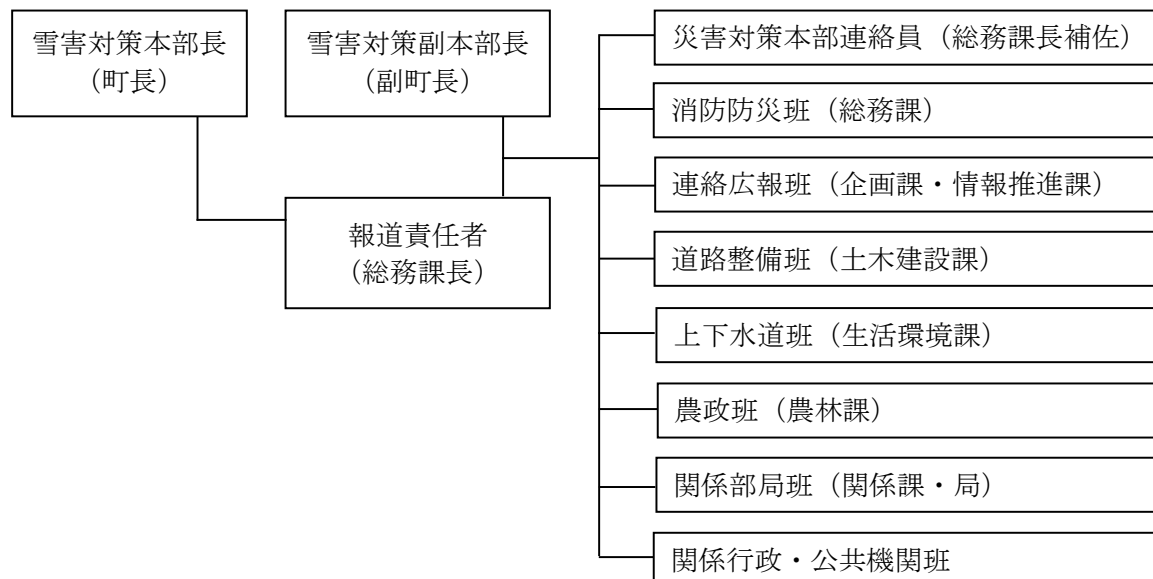 雪害対策本部長
（町長）
雪害対策副本部長
（副町長）
報道責任者
（総務課長）
災害対策本部連絡員（総務課長補佐）
消防防災班（総務課）
連絡広報班（企画課・情報推進課）
道路整備班（土木建設課）
上下水道班（生活環境課）
農政班（農林課）
関係部局班（関係課・局）
関係行政・公共機関班